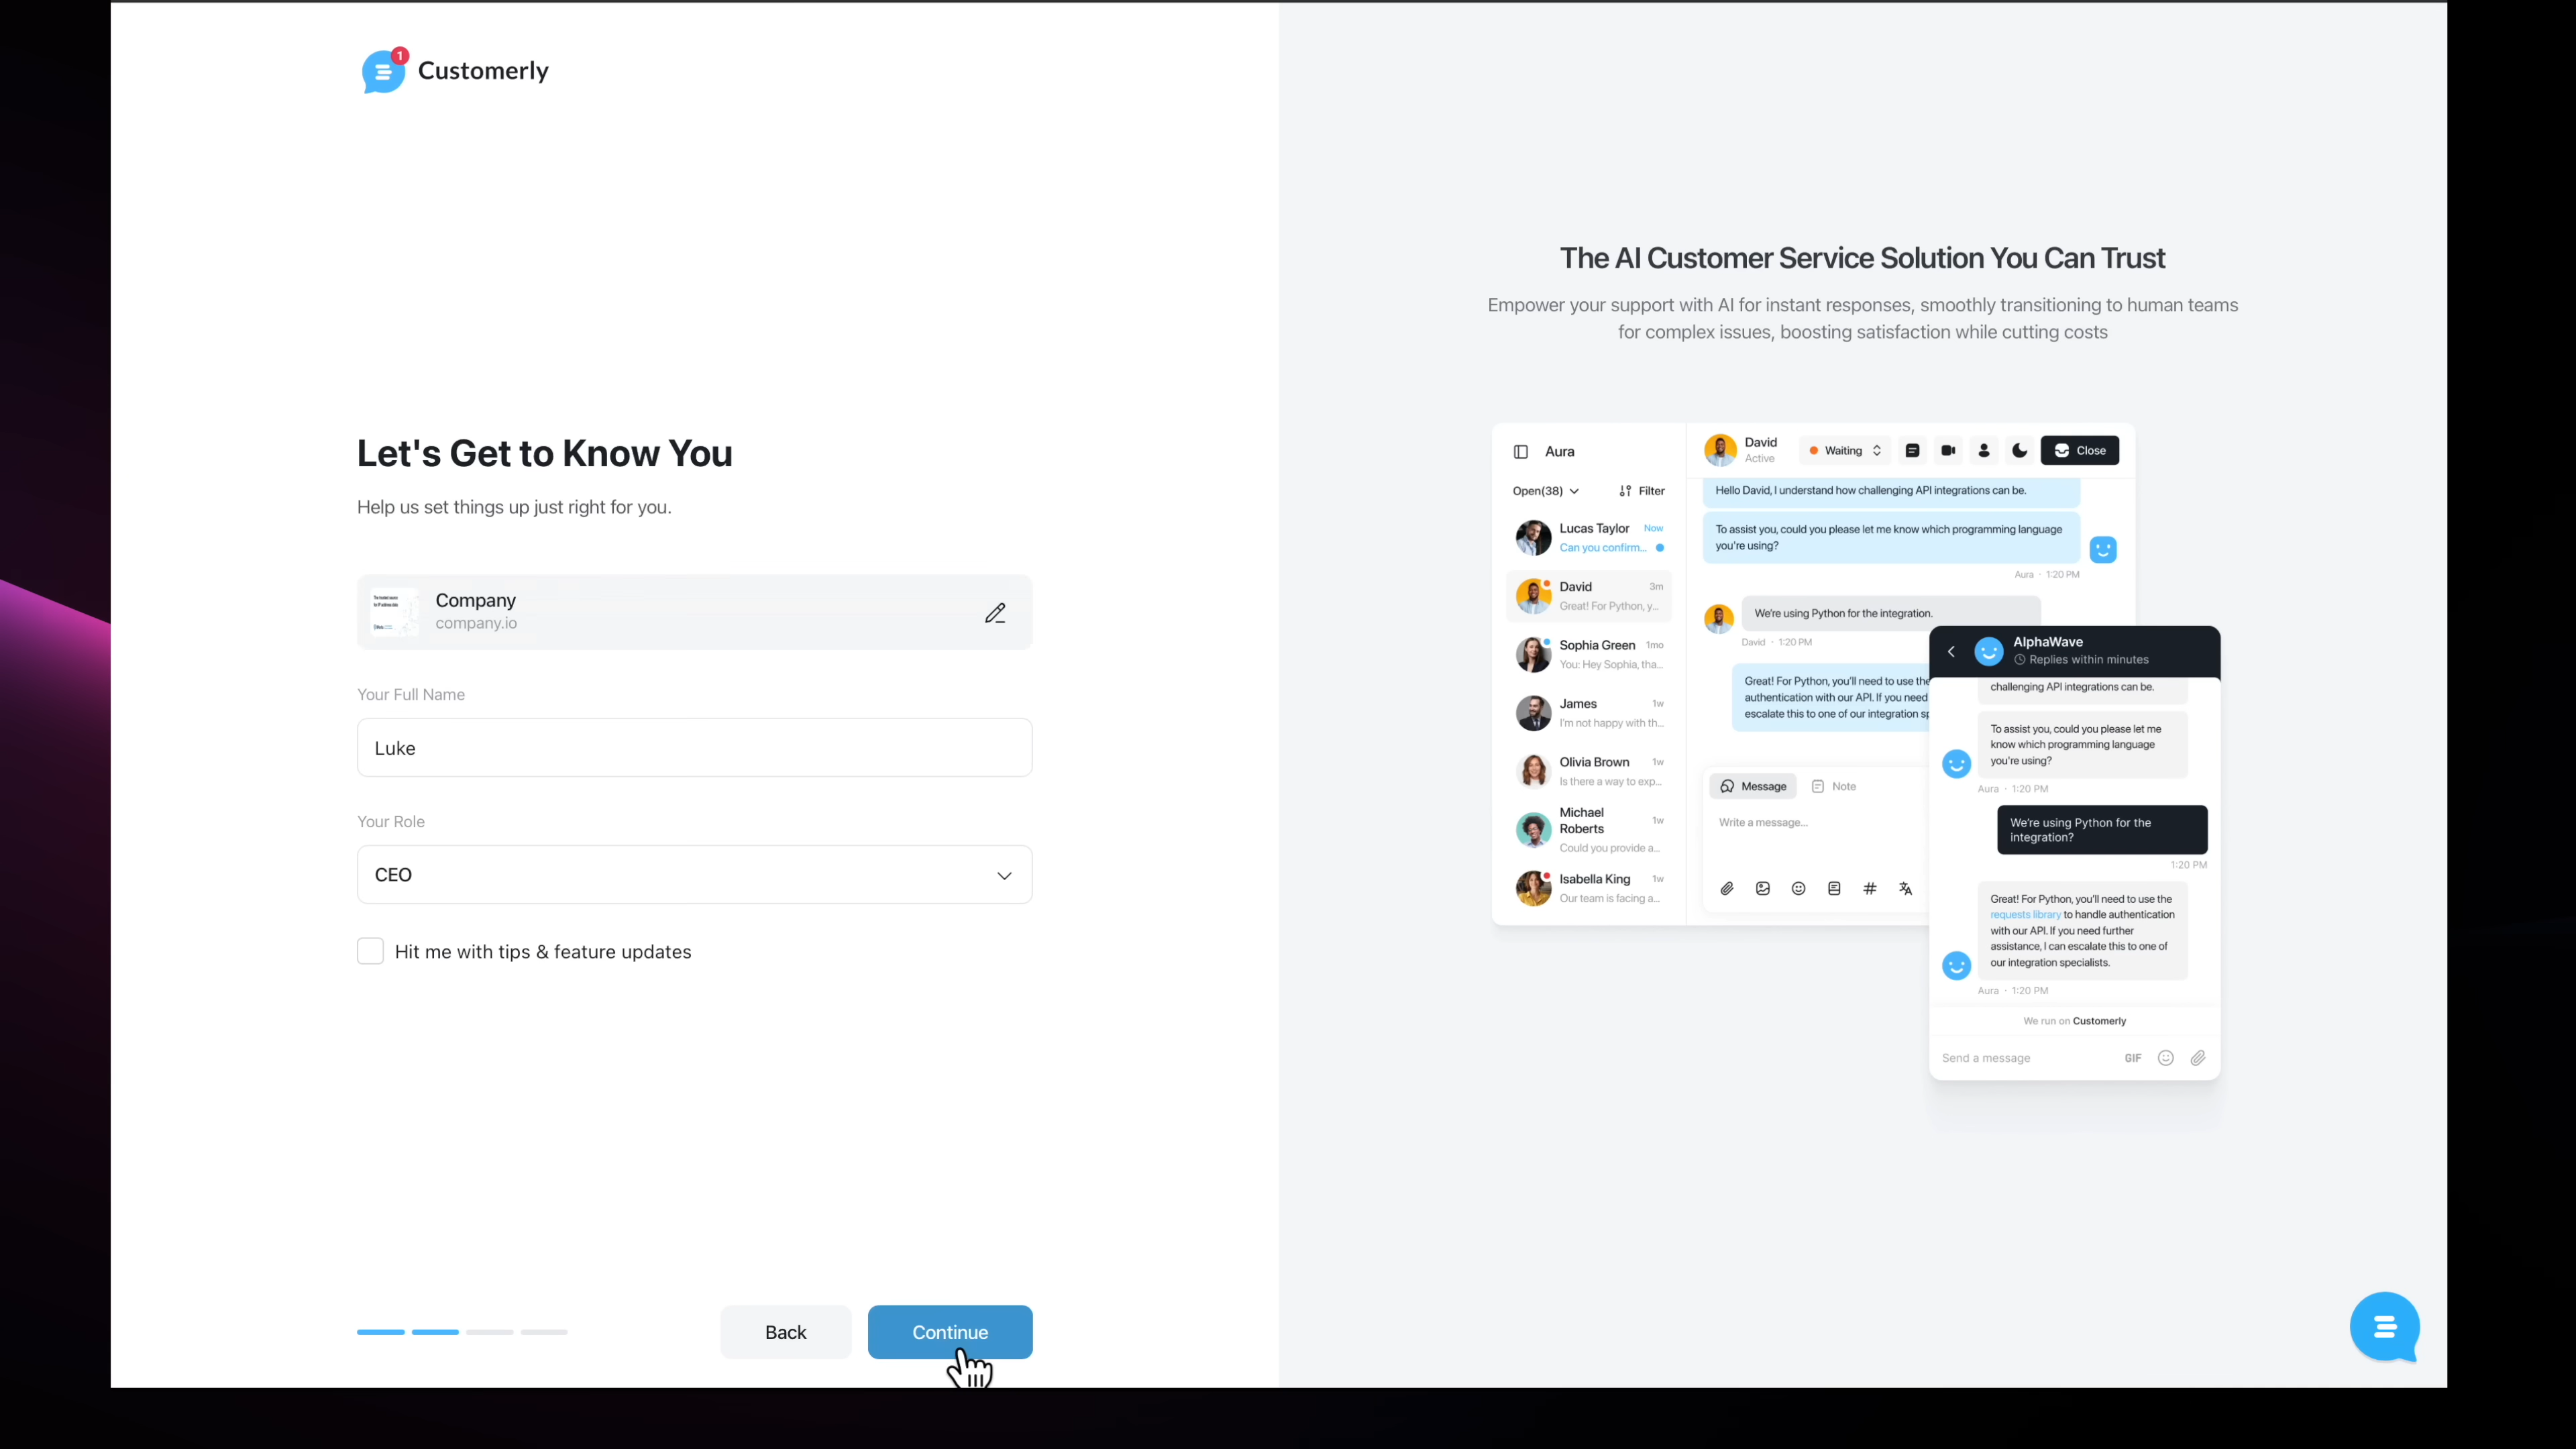 1
Customerly
Let's Get to Know You
Help us set things up just right for you.
Company
company.io
Your Full Name
Luke
Your Role
CEO
Hit me with tips & feature updates
Back
Continue
The AI Customer Service Solution You Can Trust
Empower your support with AI for instant responses, smoothly transitioning to human teams
for complex issues, boosting satisfaction while cutting costs
Aura
Open(38)
Filter
Lucas Taylor Now
Can you confirm...
David 3m
Great! For Python, y...
Sophia Green 1mo
You: Hey Sophia, tha...
James 1w
I'm not happy with th...
Olivia Brown 1w
Is there a way to exp...
Michael
Roberts 1w
Could you provide a...
Isabella King 1w
Our team is facing a...
David
Active
Waiting
Close
Hello David, I understand how challenging API integrations can be.
To assist you, could you please let me know which programming language
you're using?
Aura · 1:20 PM
We're using Python for the integration.
David · 1:20 PM
Great! For Python, you'll need to use the
authentication with our API. If you need
escalate this to one of our integration sp
Message
Note
Write a message...
AlphaWave
Replies within minutes
challenging API integrations can be.
To assist you, could you please let me
know which programming language
you're using?
Aura · 1:20 PM
We're using Python for the
integration?
1:20 PM
Great! For Python, you'll need to use the
requests library to handle authentication
with our API. If you need further
assistance, I can escalate this to one of
our integration specialists.
Aura · 1:20 PM
We run on Customerly
Send a message
GIF